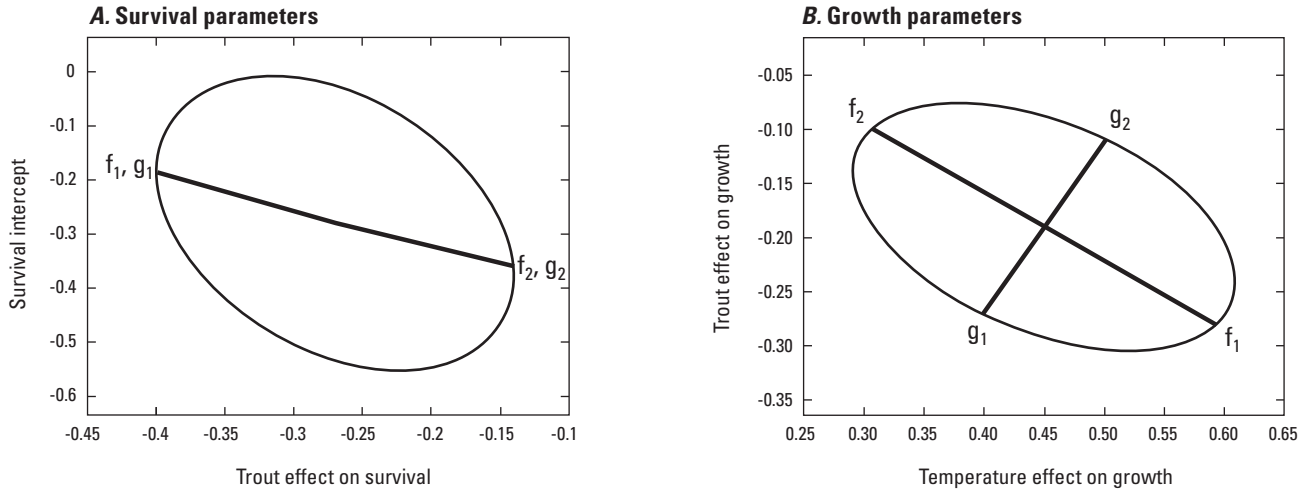 A. Survival parameters
0
-0.1
-0.2
-0.3
-0.4
-0.5
-0.6
Survival intercept
f1, g1
f2, g2
-0.45 -0.4 -0.35 -0.3 -0.25 -0.2 -0.15 -0.1
Trout effect on survival
B. Growth parameters
-0.05
-0.10
-0.15
-0.20
-0.25
-0.30
-0.35
Trout effect on growth
f2
g2
g1
f1
0.25 0.30 0.35 0.40 0.45 0.50 0.55 0.60 0.65
Temperature effect on growth